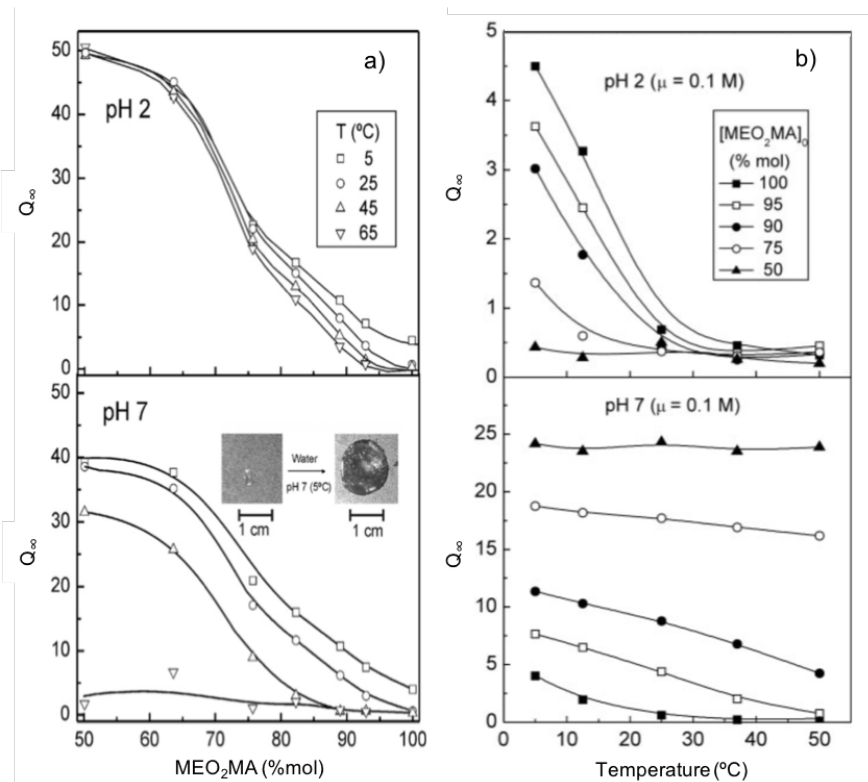 a)
pH 2
T (ºC)
5
25
45
65
Q∞
50
40
30
20
10
0
pH 7
Water
pH 7 (5ºC)
1 cm
1 cm
Q∞
40
30
20
10
0
50 60 70 80 90 100
MEO2MA (%mol)
b)
pH 2 (μ = 0.1 M)
[MEO2MA]0
(% mol)
100
95
90
75
50
Q∞
5
4
3
2
1
0
pH 7 (μ = 0.1 M)
Q∞
25
20
15
10
5
0
0 10 20 30 40 50
Temperature (ºC)